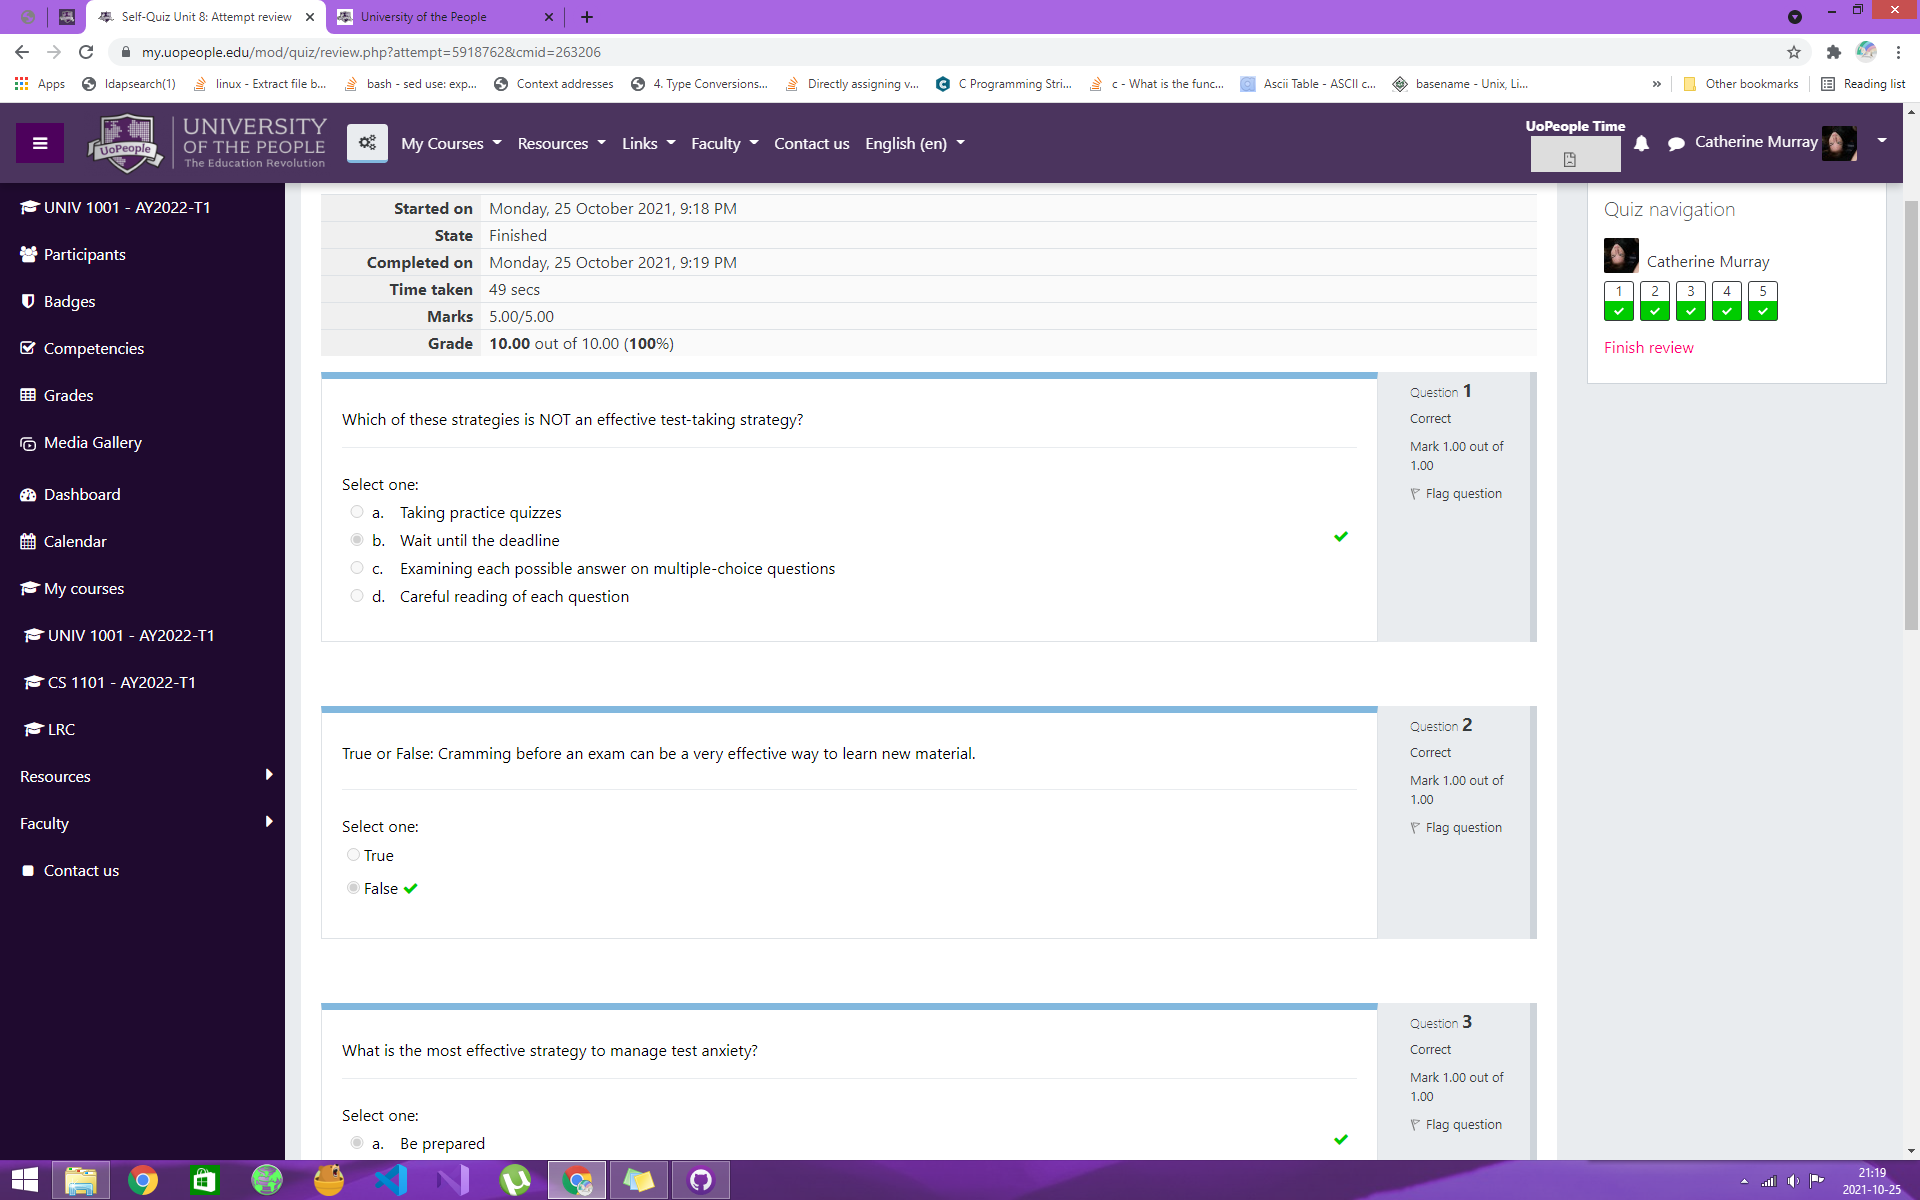 Self-Quiz Unit 8: Attempt review
University of the People
my.uopeople.edu/mod/quiz/review.php?attempt=5918762&cmid=263206
Apps
ldapsearch(1)
linux - Extract file b...
bash - sed use: exp...
Context addresses
4. Type Conversions...
Directly assigning v...
C Programming Stri...
c - What is the func...
Ascii Table - ASCII c...
basename - Unix, Li...
»
Other bookmarks
Reading list
UoPeople
UNIVERSITY
OF THE PEOPLE
The Education Revolution
My Courses
Resources
Links
Faculty
Contact us
English (en)
UoPeople Time
Catherine Murray
UNIV 1001 - AY2022-T1
Participants
Badges
Competencies
Grades
Media Gallery
Dashboard
Calendar
My courses
UNIV 1001 - AY2022-T1
CS 1101 - AY2022-T1
LRC
Resources
Faculty
Contact us
Started on Monday, 25 October 2021, 9:18 PM
State Finished
Completed on Monday, 25 October 2021, 9:19 PM
Time taken 49 secs
Marks 5.00/5.00
Grade 10.00 out of 10.00 (100%)
Which of these strategies is NOT an effective test-taking strategy?
Select one:
a. Taking practice quizzes
b. Wait until the deadline
c. Examining each possible answer on multiple-choice questions
d. Careful reading of each question
Question 1
Correct
Mark 1.00 out of
1.00
Flag question
True or False: Cramming before an exam can be a very effective way to learn new material.
Select one:
True
False
Question 2
Correct
Mark 1.00 out of
1.00
Flag question
What is the most effective strategy to manage test anxiety?
Select one:
a. Be prepared
Question 3
Correct
Mark 1.00 out of
1.00
Flag question
Quiz navigation
Catherine Murray
1 2 3 4 5
Finish review
21:19
2021-10-25